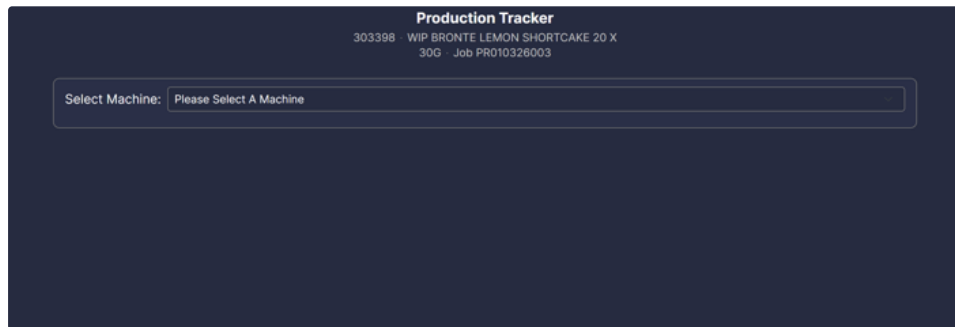 Production Tracker
303398 · WIP BRONTE LEMON SHORTCAKE 20 X
30G · Job PR010326003
Select Machine: Please Select A Machine